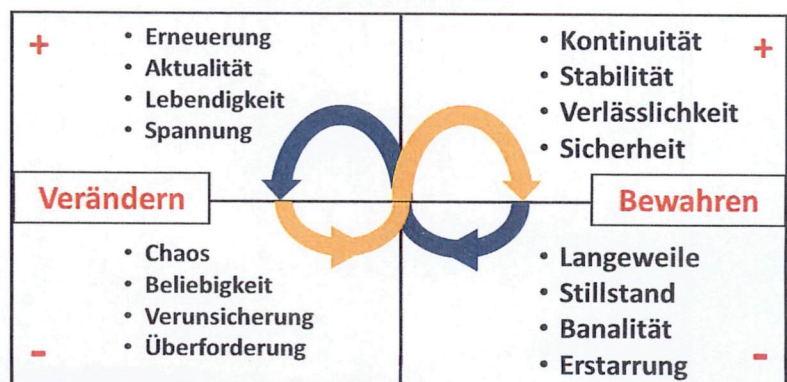 +
• Erneuerung
• Aktualität
• Lebendigkeit
• Spannung
• Kontinuität
• Stabilität
• Verlässlichkeit
• Sicherheit
+
Verändern
Bewahren
• Chaos
• Beliebigkeit
• Verunsicherung
• Überforderung
-
• Langeweile
• Stillstand
• Banalität
• Erstarrung
-